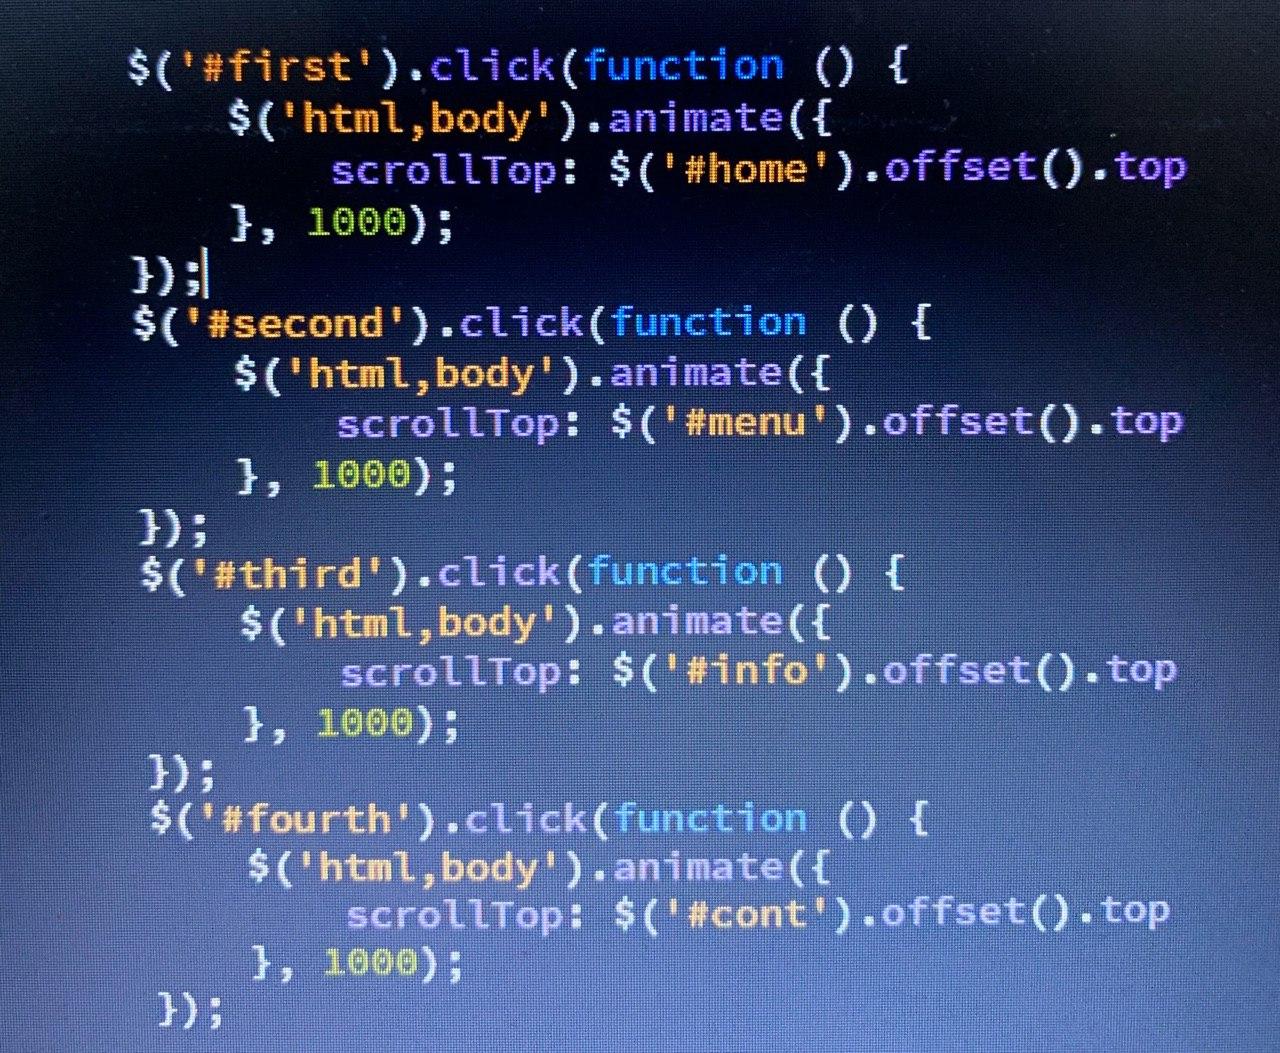 $('#first').click(function () {
    $('html,body').animate({
        scrollTop: $('#home').offset().top
    }, 1000);
});
$('#second').click(function () {
    $('html,body').animate({
        scrollTop: $('#menu').offset().top
    }, 1000);
});
$('#third').click(function () {
    $('html,body').animate({
        scrollTop: $('#info').offset().top
    }, 1000);
});
$('#fourth').click(function () {
    $('html,body').animate({
        scrollTop: $('#cont').offset().top
    }, 1000);
});